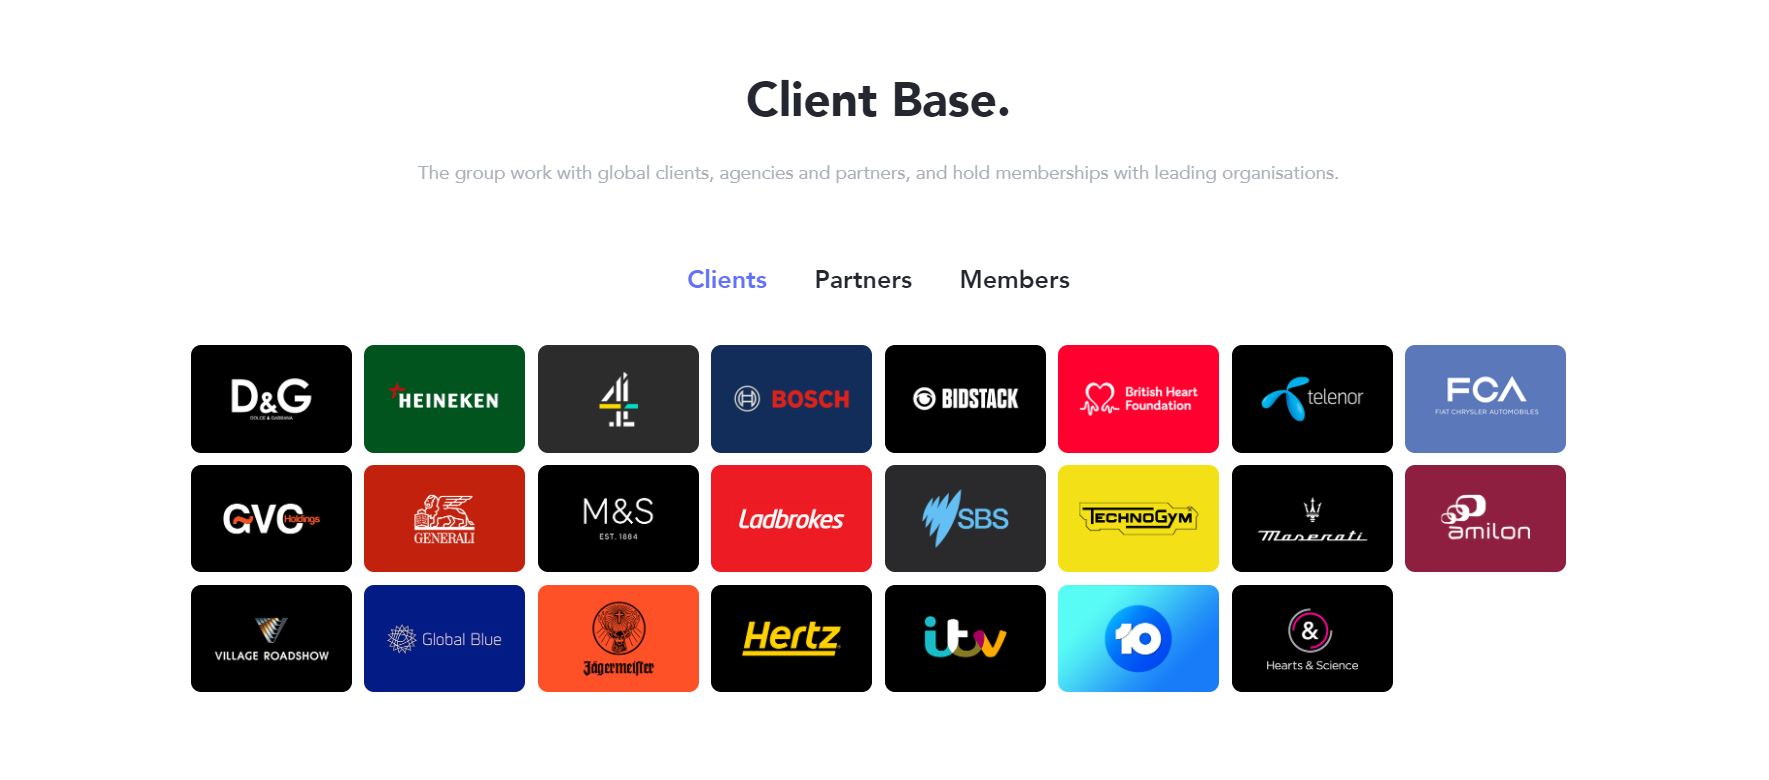 Client Base.
The group work with global clients, agencies and partners, and hold memberships with leading organisations.
Clients Partners Members
D&G
DOLCE & GABBANA
HEINEKEN
4
BOSCH
BIDSTACK
British Heart
Foundation
telenor
FCA
FIAT CHRYSLER AUTOMOBILES
GVC Holdings
GENERALI
M&S
EST. 1884
Ladbrokes
SBS
TECHNOGYM
Maserati
amilon
VILLAGE ROADSHOW
Global Blue
Jägermeister
Hertz
itv
10
&
Hearts & Science